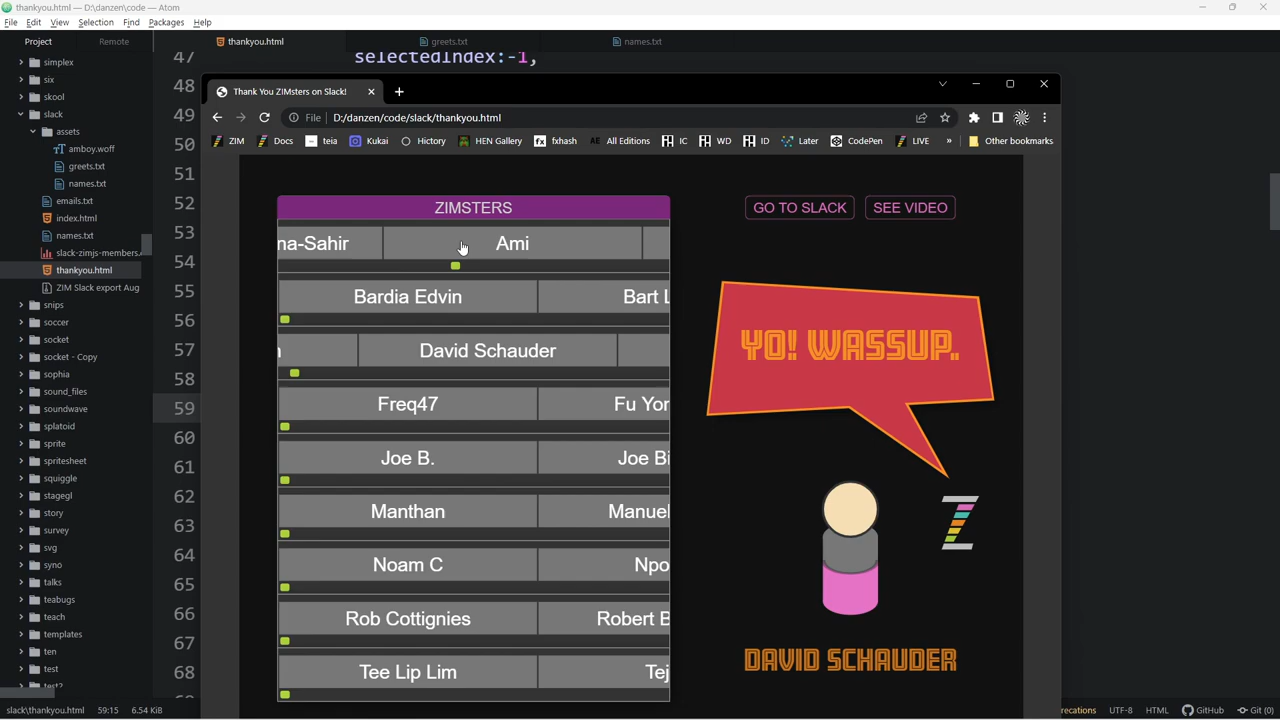 thankyou.html — D:\danzen\code — Atom
File Edit View Selection Find Packages Help
Project Remote
thankyou.html greets.txt names.txt
simplex
six
skool
slack
assets
amboy.woff
greets.txt
names.txt
emails.txt
index.html
names.txt
slack-zimjs-members.
thankyou.html
ZIM Slack export Aug
snips
soccer
socket
socket - Copy
sophia
sound_files
soundwave
splatoid
sprite
spritesheet
squiggle
stagegl
story
survey
svg
syno
talks
teabugs
teach
templates
ten
test
test2
47 selectedIndex:-1,
48
49
50
51
52
53
54
55
56
57
58
59
60
61
62
63
64
65
66
67
68
Thank You ZIMsters on Slack!
File D:/danzen/code/slack/thankyou.html
ZIM Docs teia Kukai Hictory HEN Gallery fxhash All Editions IC WD ID Later CodePen LIVE » Other bookmarks
ZIMSTERS
na-Sahir Ami
Bardia Edvin Bart L
David Schauder
Freq47 Fu Yor
Joe B. Joe Bi
Manthan Manuel
Noam C Npo
Rob Cottignies Robert B
Tee Lip Lim Tej
GO TO SLACK SEE VIDEO
YO! WASSUP.
DAVID SCHAUDER
slack\thankyou.html 59:15 6.54 KiB
recations UTF-8 HTML GitHub Git (0)